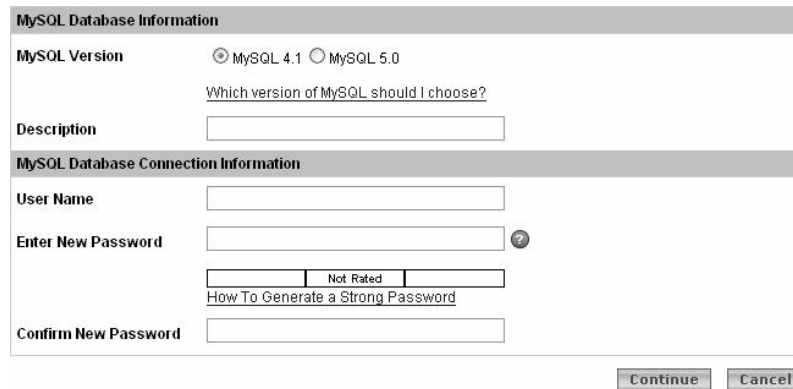 MySQL Database Information
MySQL Version MySQL 4.1 MySQL 5.0
Which version of MySQL should I choose?
Description
MySQL Database Connection Information
User Name
Enter New Password ?
Not Rated
How To Generate a Strong Password
Confirm New Password
Continue Cancel